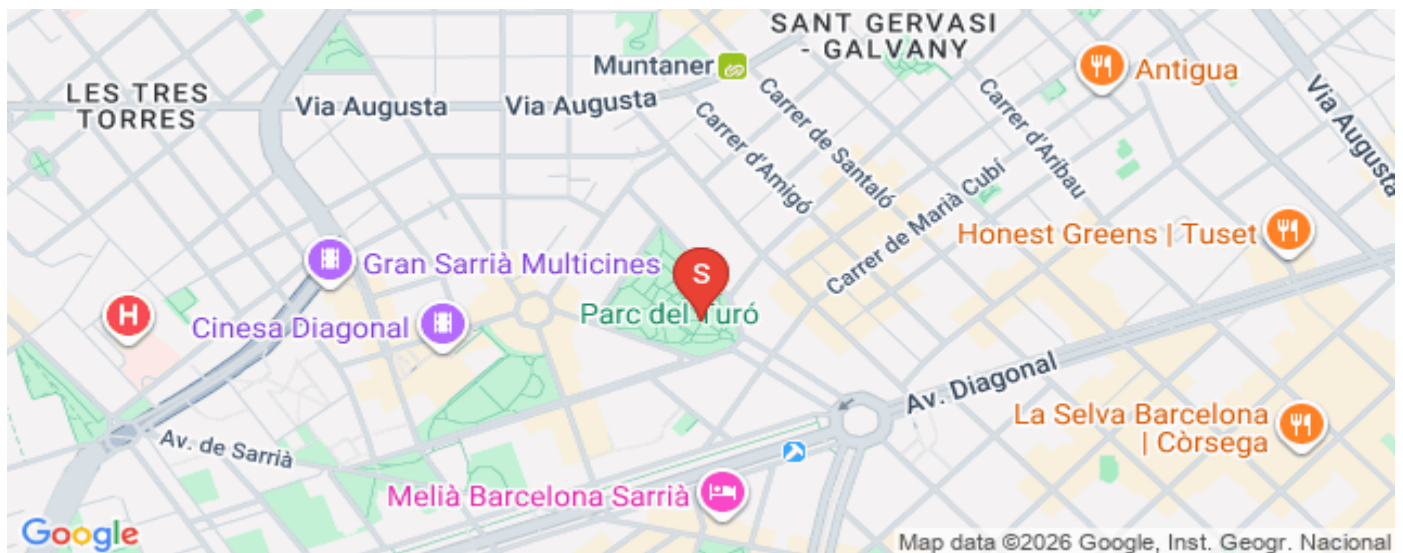 SANT GERVASI
- GALVANY
Muntaner
Antigua
LES TRES
TORRES
Via Augusta
Via Augusta
Via Augusta
Carrer de Santaló
Carrer d'Aribau
Carrer d'Amigó
Carrer de Marià Cubí
Honest Greens | Tuset
Gran Sarrià Multicines
S
H
Parc del Turó
Cinesa Diagonal
Av. Diagonal
La Selva Barcelona
| Còrsega
Av. de Sarrià
Melià Barcelona Sarrià
Google
Map data ©2026 Google, Inst. Geogr. Nacional